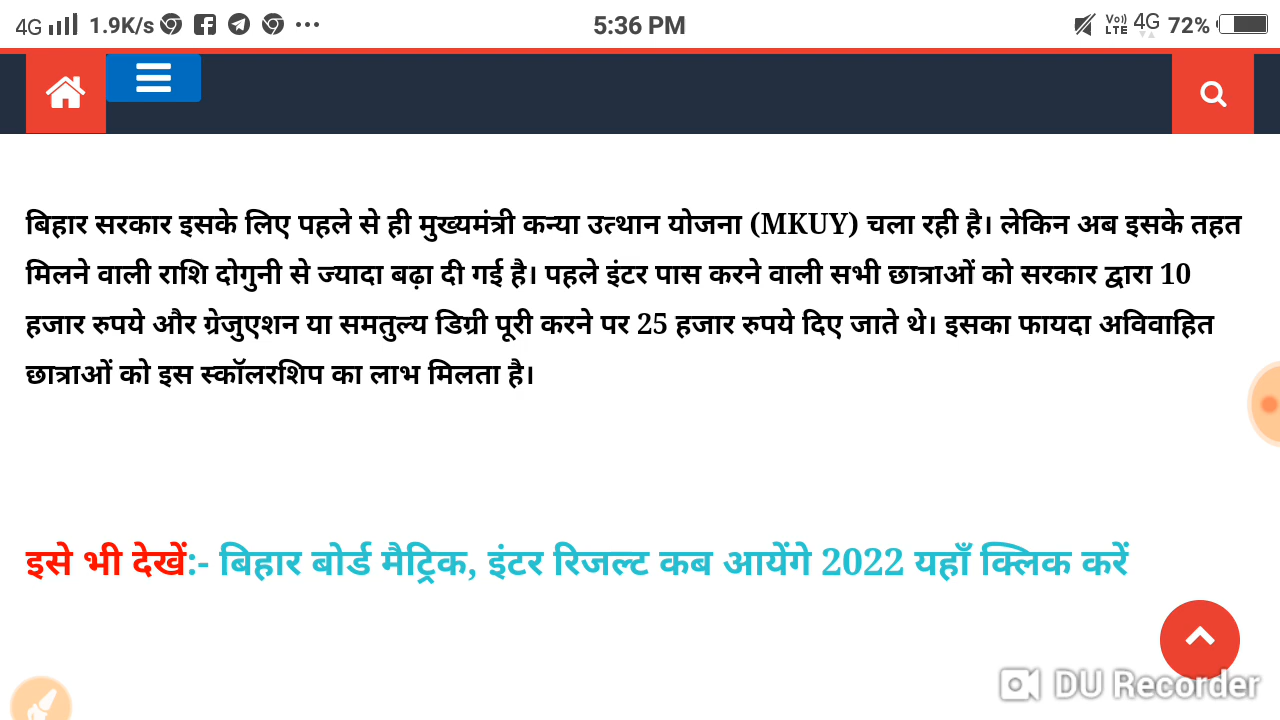 4G 1.9K/s 5:36 PM Vo) LTE 4G 72%
बिहार सरकार इसके लिए पहले से ही मुख्यमंत्री कन्या उत्थान योजना (MKUY) चला रही है। लेकिन अब इसके तहत
मिलने वाली राशि दोगुनी से ज्यादा बढ़ा दी गई है। पहले इंटर पास करने वाली सभी छात्राओं को सरकार द्वारा 10
हजार रुपये और ग्रेजुएशन या समतुल्य डिग्री पूरी करने पर 25 हजार रुपये दिए जाते थे। इसका फायदा अविवाहित
छात्राओं को इस स्कॉलरशिप का लाभ मिलता है।
इसे भी देखें:- बिहार बोर्ड मैट्रिक, इंटर रिजल्ट कब आयेंगे 2022 यहाँ क्लिक करें
DU Recorder